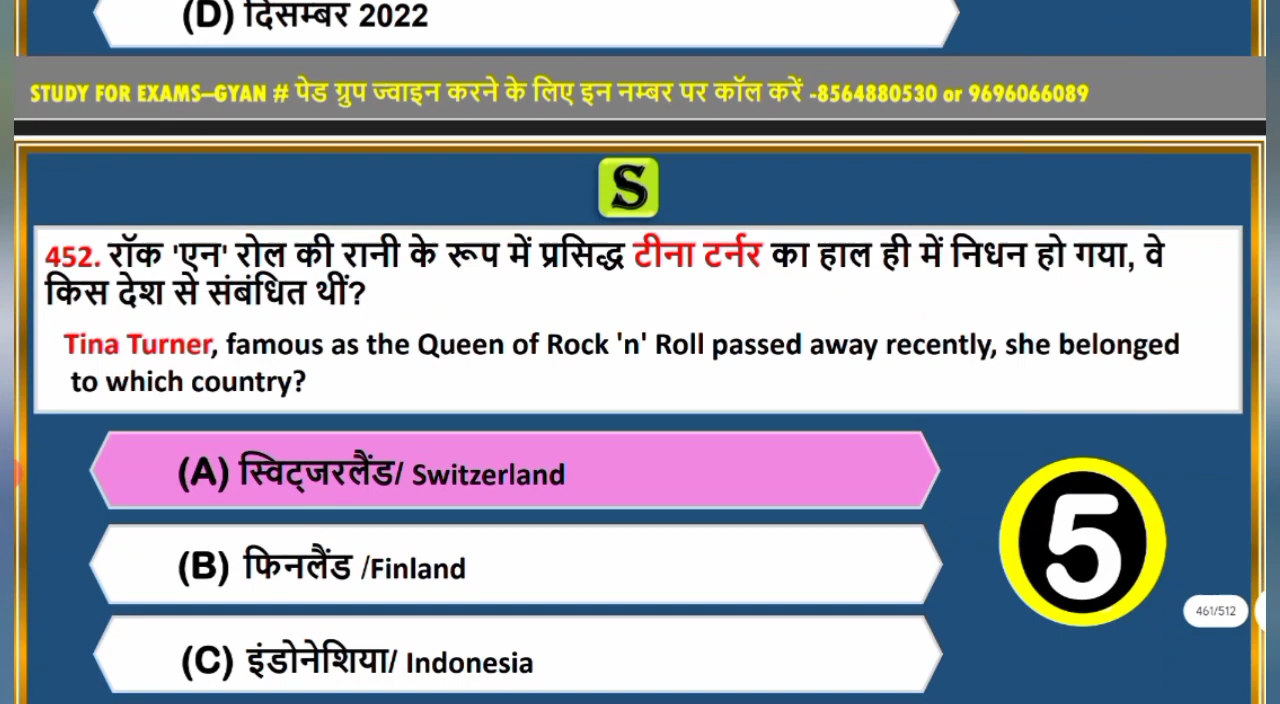 (D) दिसम्बर 2022
STUDY FOR EXAMS–GYAN # पेड ग्रुप ज्वाइन करने के लिए इन नम्बर पर कॉल करें -8564880530 or 9696066089
S
452. रॉक 'एन' रोल की रानी के रूप में प्रसिद्ध टीना टर्नर का हाल ही में निधन हो गया, वे
किस देश से संबंधित थीं?
Tina Turner, famous as the Queen of Rock 'n' Roll passed away recently, she belonged
to which country?
(A) स्विट्जरलैंड/ Switzerland
(B) फिनलैंड /Finland
5
461/512
(C) इंडोनेशिया/ Indonesia